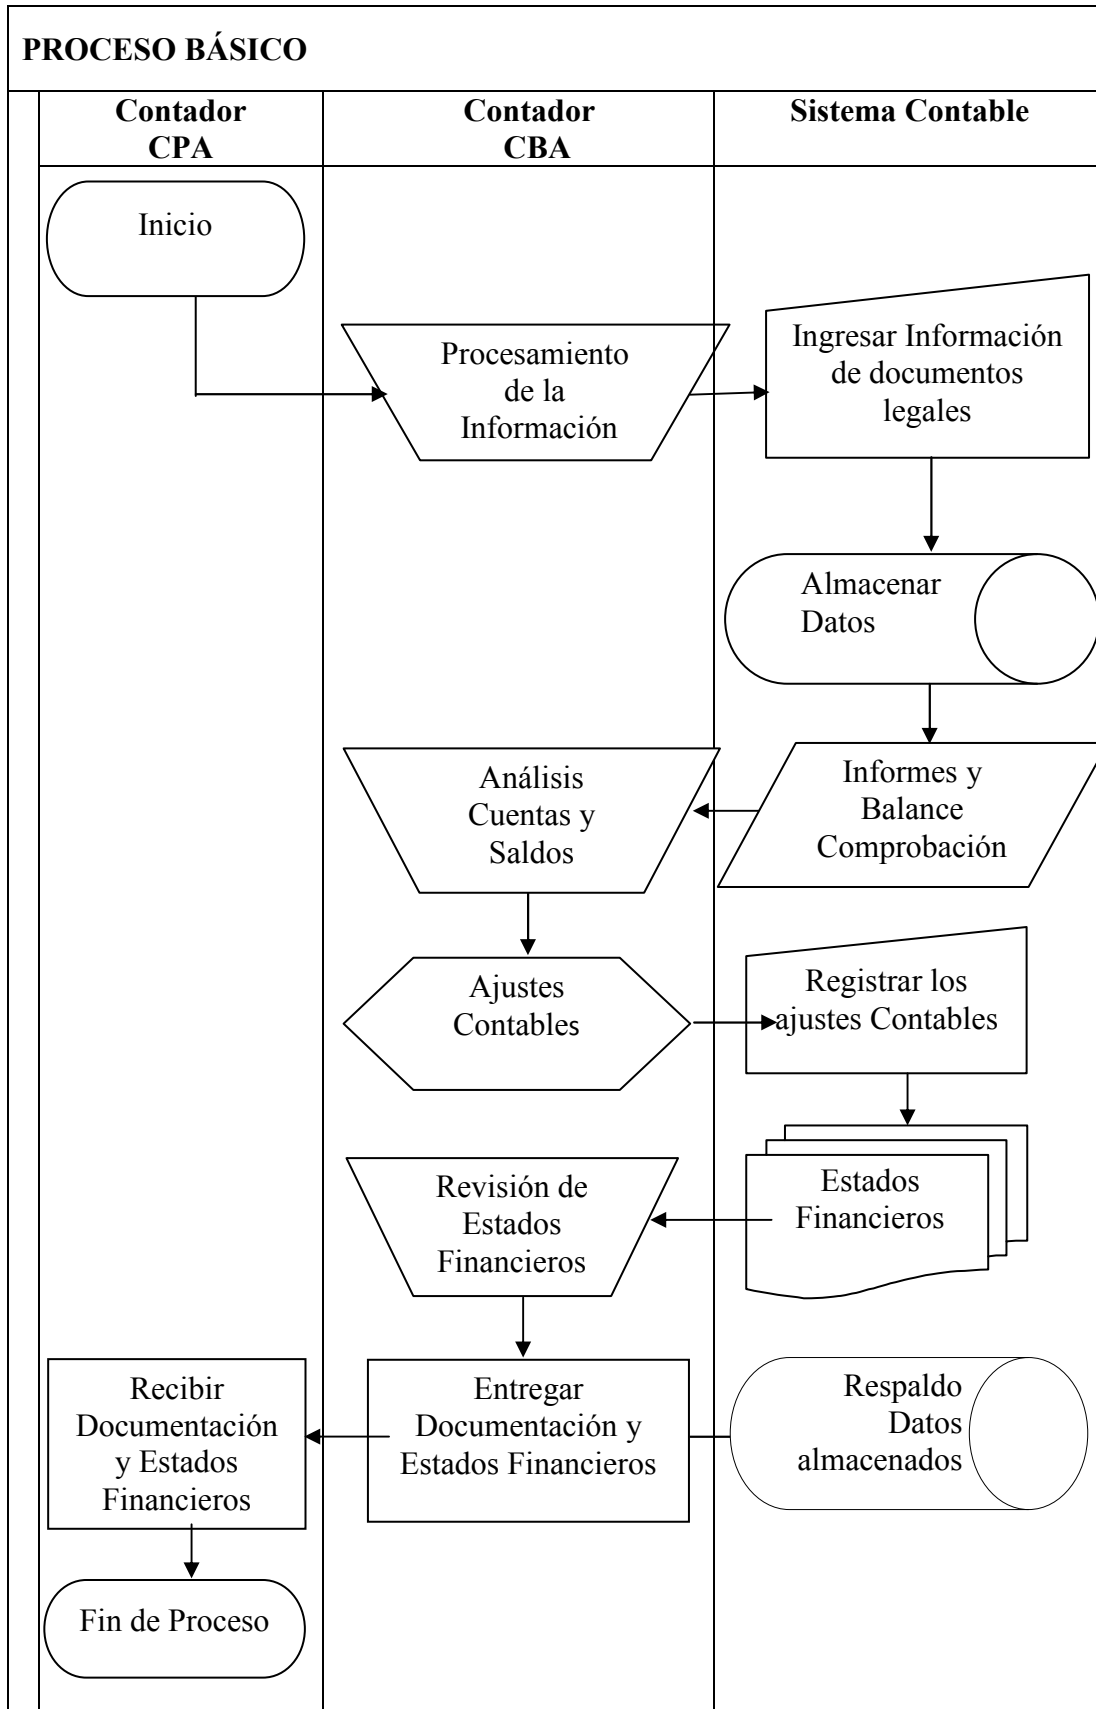 PROCESO BÁSICO
Contador
CPA
Contador
CBA
Sistema Contable
Inicio
Procesamiento
de la
Información
Ingresar Información
de documentos
legales
Almacenar
Datos
Informes y
Balance
Comprobación
Análisis
Cuentas y
Saldos
Ajustes
Contables
Registrar los
ajustes Contables
Estados
Financieros
Revisión de
Estados
Financieros
Entregar
Documentación y
Estados Financieros
Respaldo
Datos
almacenados
Recibir
Documentación
y Estados
Financieros
Fin de Proceso